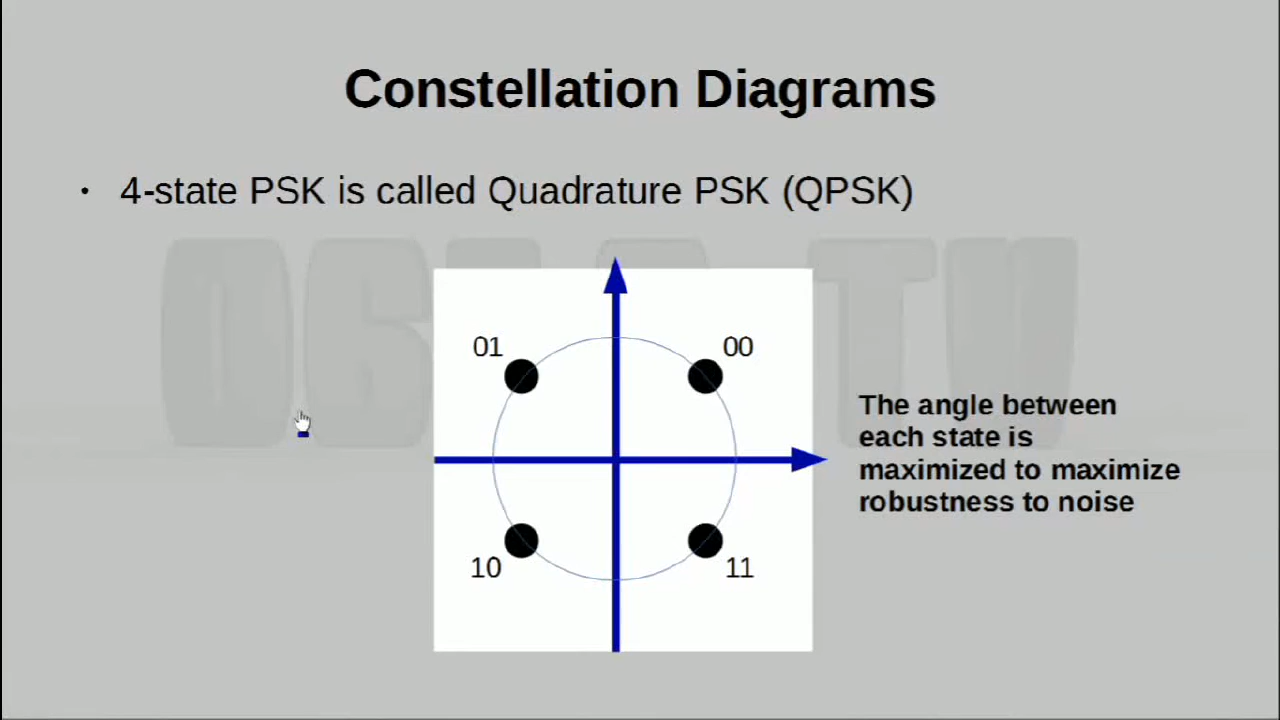 Constellation Diagrams
• 4-state PSK is called Quadrature PSK (QPSK)
01
00
The angle between
each state is
maximized to maximize
robustness to noise
10
11